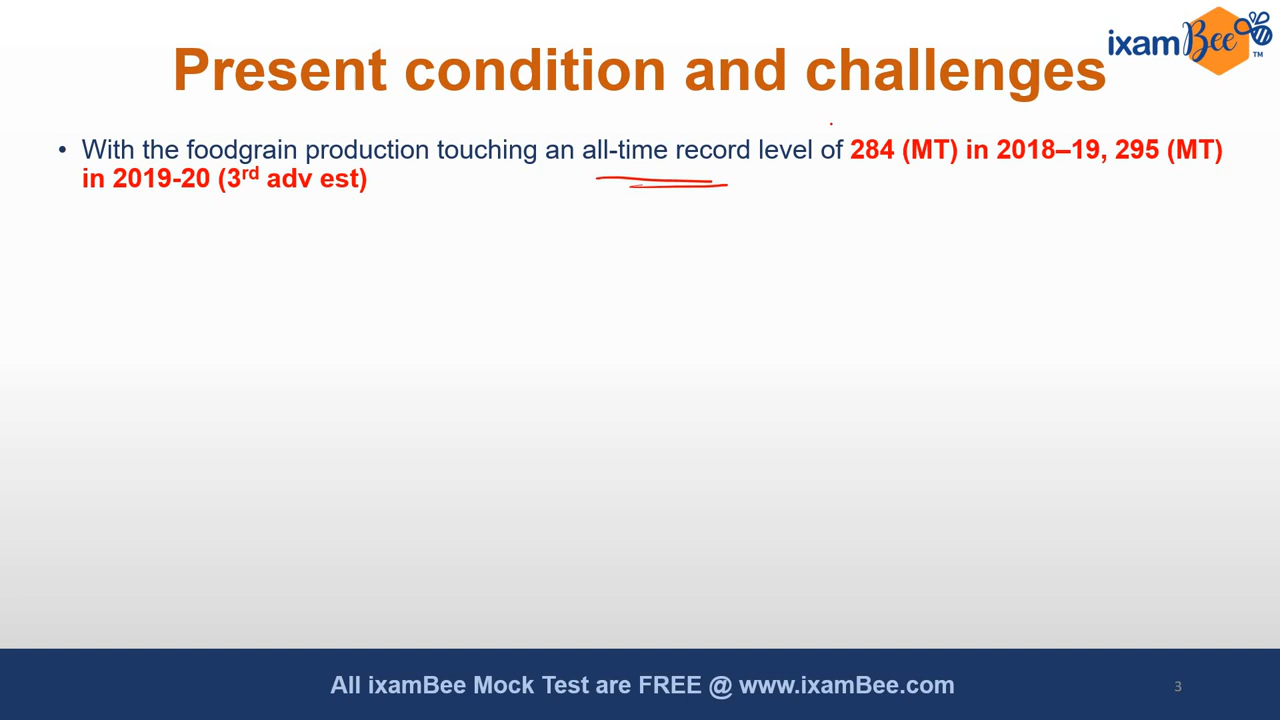 ixamBee™
Present condition and challenges
• With the foodgrain production touching an all-time record level of 284 (MT) in 2018–19, 295 (MT)
in 2019-20 (3rd adv est)
All ixamBee Mock Test are FREE @ www.ixamBee.com
3